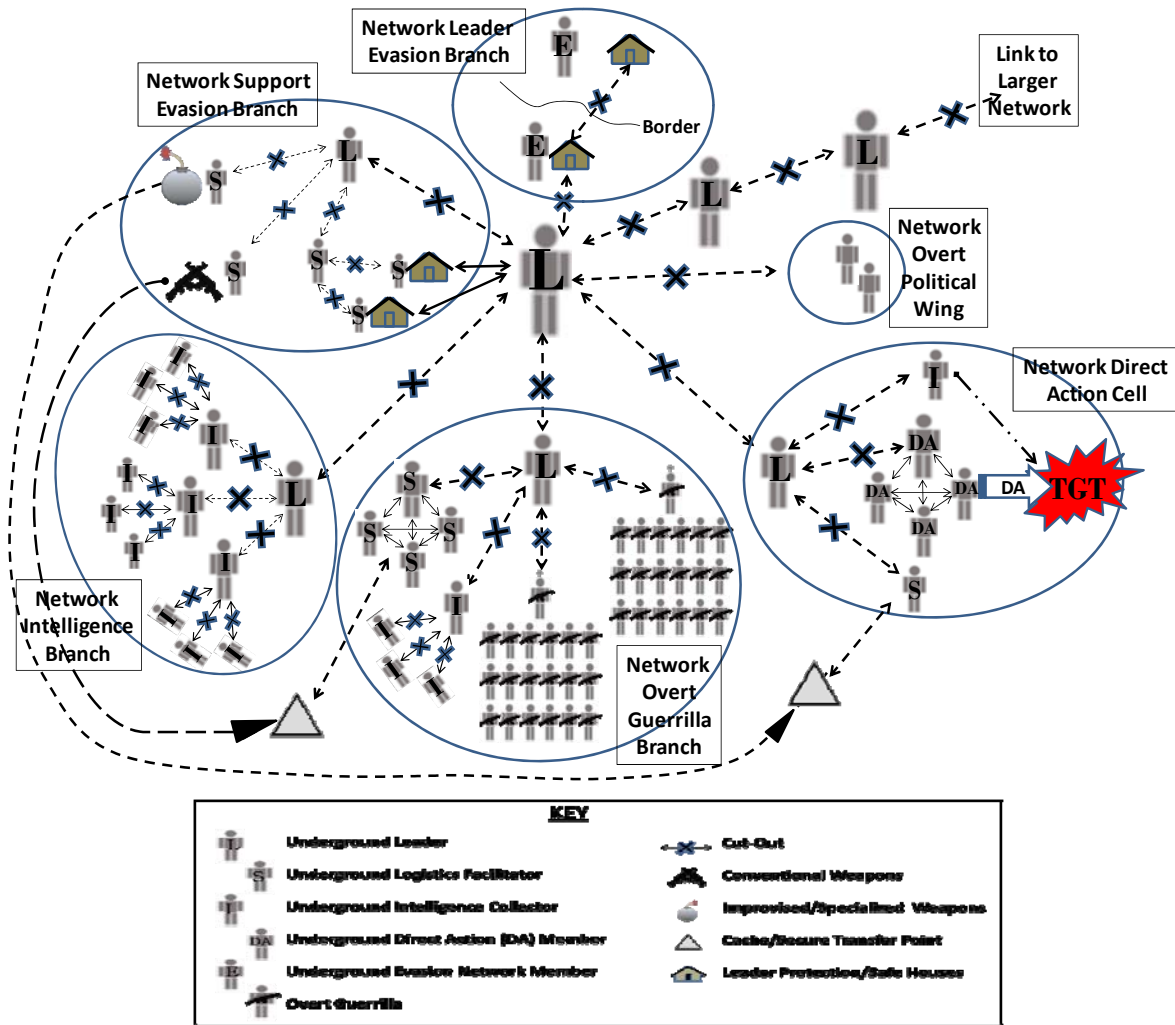 Network Leader
Evasion Branch
Network Support
Evasion Branch
Link to
Larger
Network
Border
Network
Overt
Political
Wing
Network Direct
Action Cell
Network
Intelligence
Branch
Network
Overt
Guerrilla
Branch
E
E
L
S
S
S
S
S
L
L
L
I
I
I
I
I
I
I
I
I
I
I
I
L
S
S
S
S
L
I
I
I
I
L
I
DA
DA
DA
DA
S
DA
TGT
KEY
L Underground Leader
S Underground Logistics Facilitator
I Underground Intelligence Collector
DA Underground Direct Action (DA) Member
E Underground Evasion Network Member
Overt Guerrilla
Cut-Out
Conventional Weapons
Improvised/Specialized Weapons
Cache/Secure Transfer Point
Leader Protection/Safe Houses